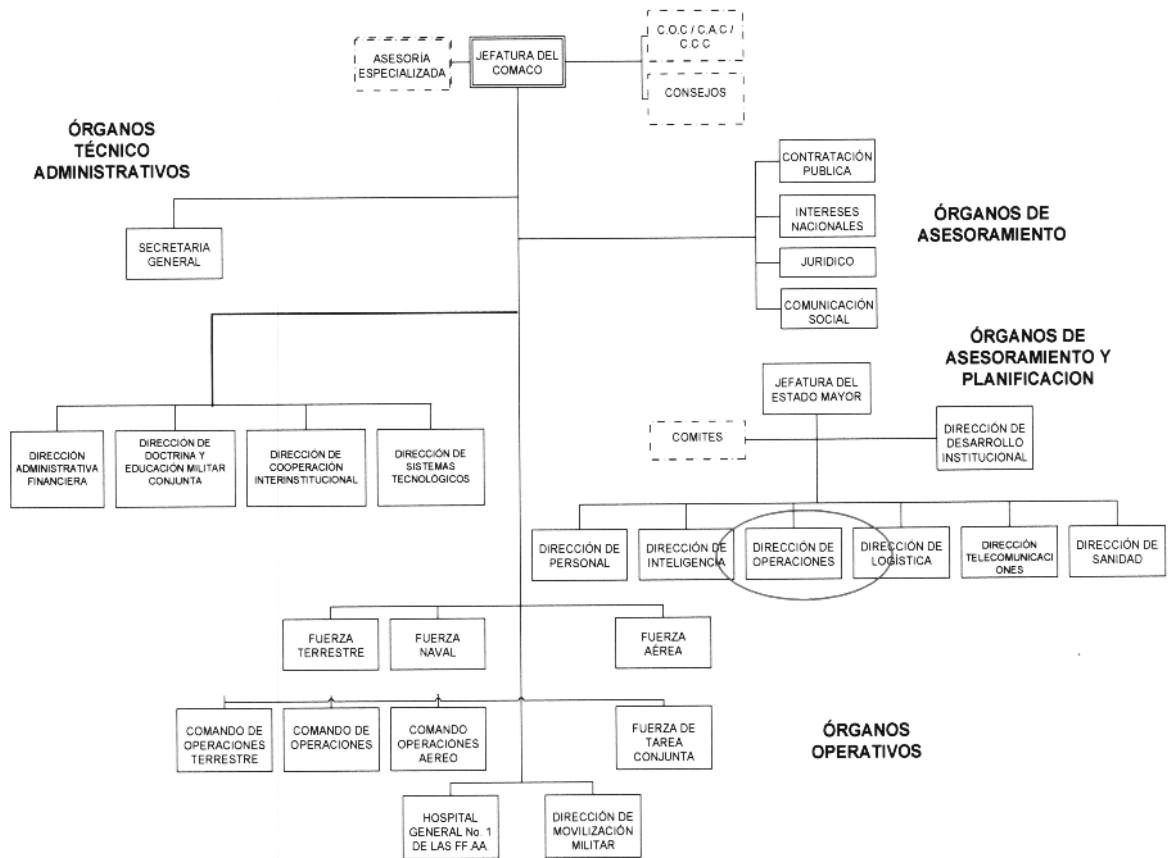 C.O.C / C.A.C /
C.C.C
ASESORÍA
ESPECIALIZADA
JEFATURA DEL
COMACO
CONSEJOS
ÓRGANOS
TÉCNICO
ADMINISTRATIVOS
CONTRATACIÓN
PUBLICA
INTERESES
NACIONALES
ÓRGANOS DE
ASESORAMIENTO
SECRETARIA
GENERAL
JURIDICO
COMUNICACIÓN
SOCIAL
ÓRGANOS DE
ASESORAMIENTO Y
PLANIFICACION
JEFATURA DEL
ESTADO MAYOR
COMITES
DIRECCIÓN DE
DESARROLLO
INSTITUCIONAL
DIRECCIÓN
ADMINISTRATIVA
FINANCIERA
DIRECCIÓN DE
DOCTRINA Y
EDUCACIÓN MILITAR
CONJUNTA
DIRECCIÓN DE
COOPERACIÓN
INTERINSTITUCIONAL
DIRECCIÓN DE
SISTEMAS
TECNOLÓGICOS
DIRECCIÓN DE
PERSONAL
DIRECCIÓN DE
INTELIGENCIA
DIRECCIÓN DE
OPERACIONES
DIRECCIÓN DE
LOGÍSTICA
DIRECCIÓN
TELECOMUNICACI
ONES
DIRECCIÓN DE
SANIDAD
FUERZA
TERRESTRE
FUERZA
NAVAL
FUERZA
AÉREA
COMANDO DE
OPERACIONES
TERRESTRE
COMANDO DE
OPERACIONES
COMANDO
OPERACIONES
AEREO
FUERZA DE
TAREA
CONJUNTA
ÓRGANOS
OPERATIVOS
HOSPITAL
GENERAL No. 1
DE LAS FF.AA.
DIRECCIÓN DE
MOVILIZACIÓN
MILITAR